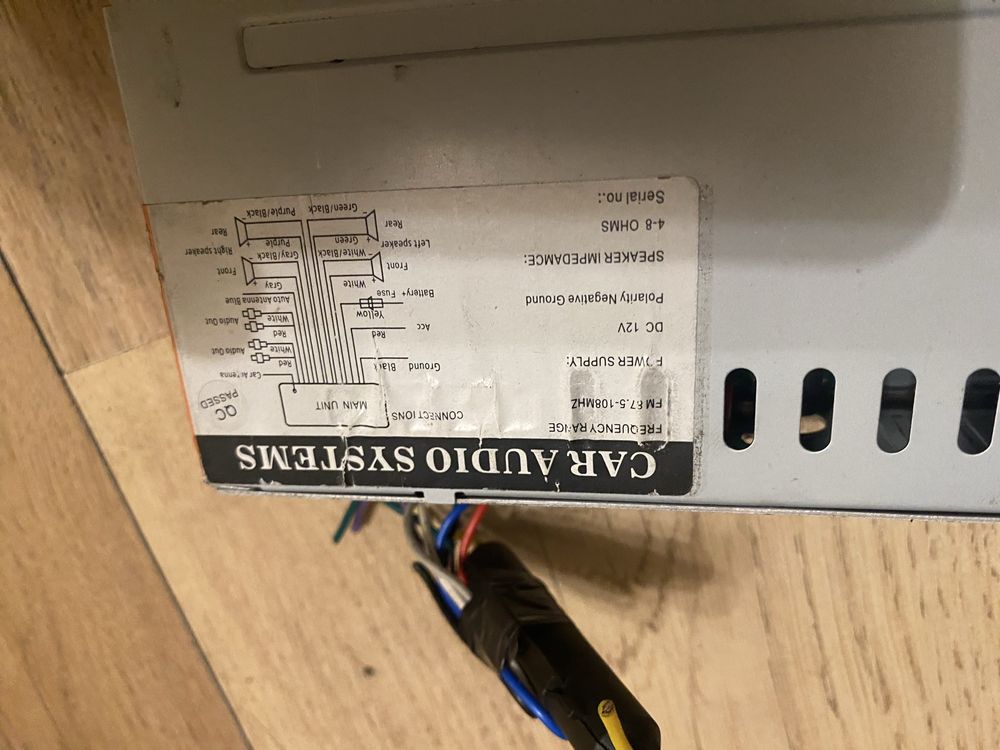 CAR AUDIO SYSTEMS
FREQUENCY RANGE
FM 87.5-108MHZ
POWER SUPPLY:
DC 12V
Polarity Negative Ground
SPEAKER IMPEDAMCE:
4-8 OHMS
Serial no.:
CONNECTIONS
MAIN UNIT
QC
PASSED
Ground
Black
Acc
Red
Battery+
Fuse
Yellow
White
Front
White/Black
Left speaker
Green
Rear
Green/Black
Car Antenna
Red
Audio Out
White
Red
Audio Out
White
Auto Antenna Blue
Gray
Front
Gray/Black
Right speaker
Purple
Rear
Purple/Black